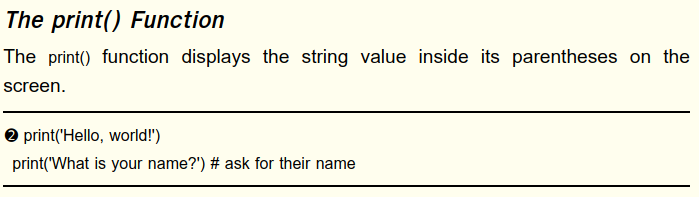 The print() Function
The print() function displays the string value inside its parentheses on the
screen.
❷ print('Hello, world!')
print('What is your name?') # ask for their name